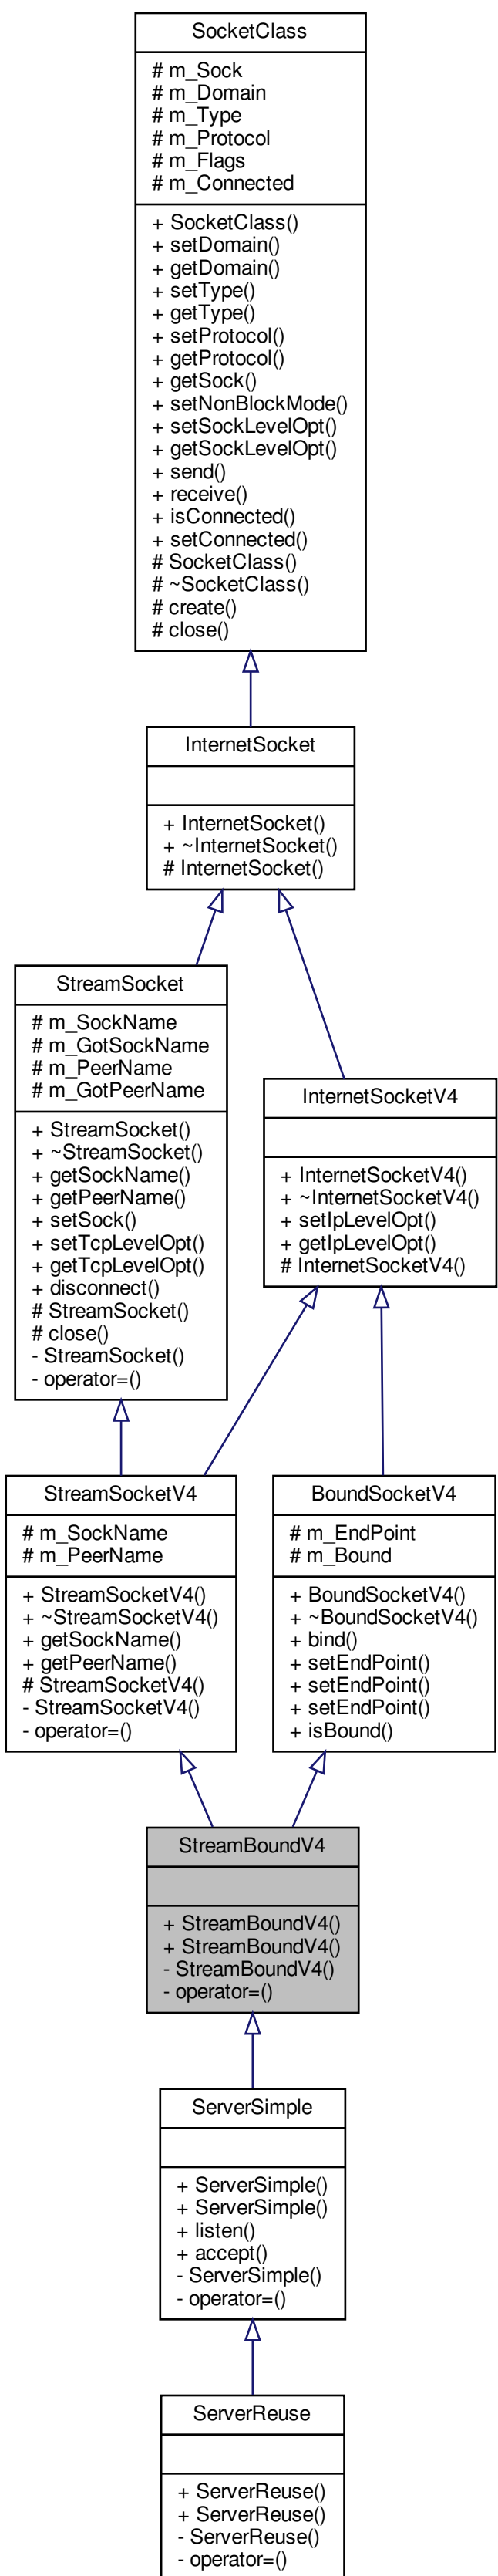 SocketClass
# m_Sock
# m_Domain
# m_Type
# m_Protocol
# m_Flags
# m_Connected
+ SocketClass()
+ setDomain()
+ getDomain()
+ setType()
+ getType()
+ setProtocol()
+ getProtocol()
+ getSock()
+ setNonBlockMode()
+ setSockLevelOpt()
+ getSockLevelOpt()
+ send()
+ receive()
+ isConnected()
+ setConnected()
# SocketClass()
# ~SocketClass()
# create()
# close()
InternetSocket
+ InternetSocket()
+ ~InternetSocket()
# InternetSocket()
StreamSocket
# m_SockName
# m_GotSockName
# m_PeerName
# m_GotPeerName
+ StreamSocket()
+ ~StreamSocket()
+ getSockName()
+ getPeerName()
+ setSock()
+ setTcpLevelOpt()
+ getTcpLevelOpt()
+ disconnect()
# StreamSocket()
# close()
- StreamSocket()
- operator=()
InternetSocketV4
+ InternetSocketV4()
+ ~InternetSocketV4()
+ setIpLevelOpt()
+ getIpLevelOpt()
# InternetSocketV4()
StreamSocketV4
# m_SockName
# m_PeerName
+ StreamSocketV4()
+ ~StreamSocketV4()
+ getSockName()
+ getPeerName()
# StreamSocketV4()
- StreamSocketV4()
- operator=()
BoundSocketV4
# m_EndPoint
# m_Bound
+ BoundSocketV4()
+ ~BoundSocketV4()
+ bind()
+ setEndPoint()
+ setEndPoint()
+ setEndPoint()
+ isBound()
StreamBoundV4
+ StreamBoundV4()
+ StreamBoundV4()
- StreamBoundV4()
- operator=()
ServerSimple
+ ServerSimple()
+ ServerSimple()
+ listen()
+ accept()
- ServerSimple()
- operator=()
ServerReuse
+ ServerReuse()
+ ServerReuse()
- ServerReuse()
- operator=()